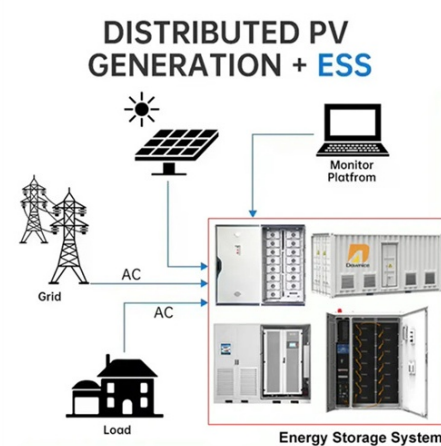 DISTRIBUTED PV
GENERATION + ESS
Monitor
Platfrom
AC
Grid
AC
Load
Energy Storage System